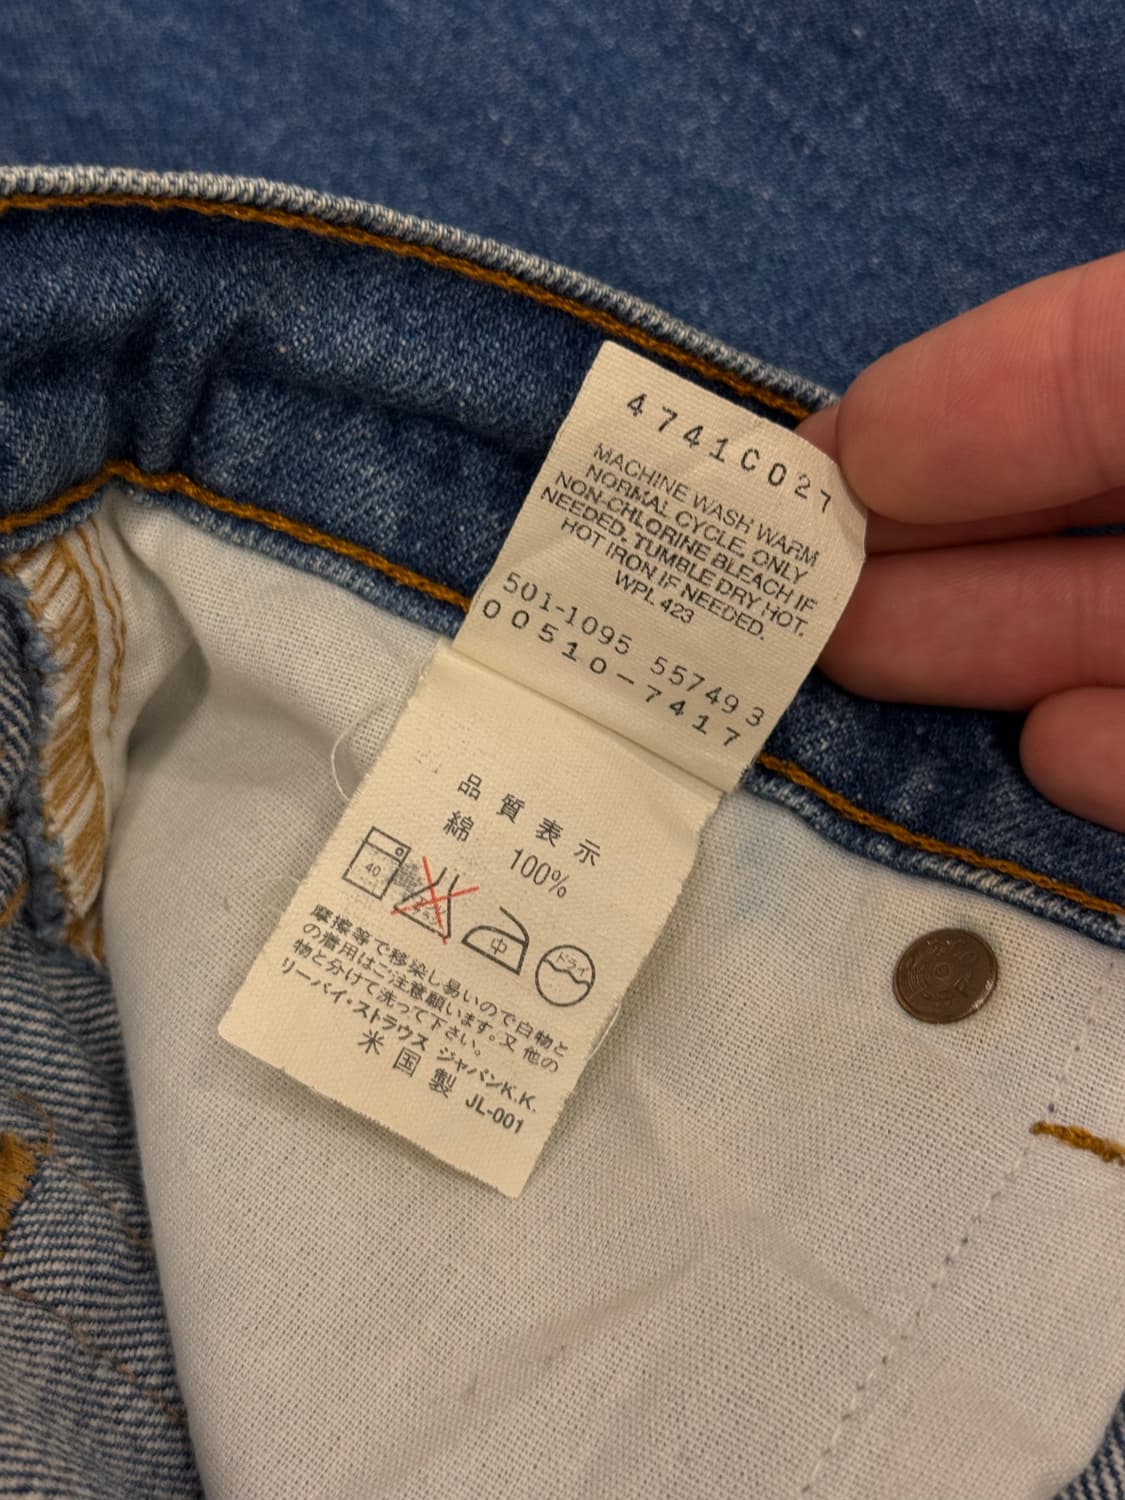 4741C027
MACHINE WASH WARM
NORMAL CYCLE. ONLY
NON-CHLORINE BLEACH IF
NEEDED. TUMBLE DRY HOT.
HOT IRON IF NEEDED.
WPL 423
501-1095 557493
00510-7417
品質表示
綿 100%
40 中 ドライ
摩擦等で移染し易いので白物と
の着用はご注意願います。又 他の
物と分けて洗って下さい。
リーバイ・ストラウス ジャパンK.K.
米国製 JL-001